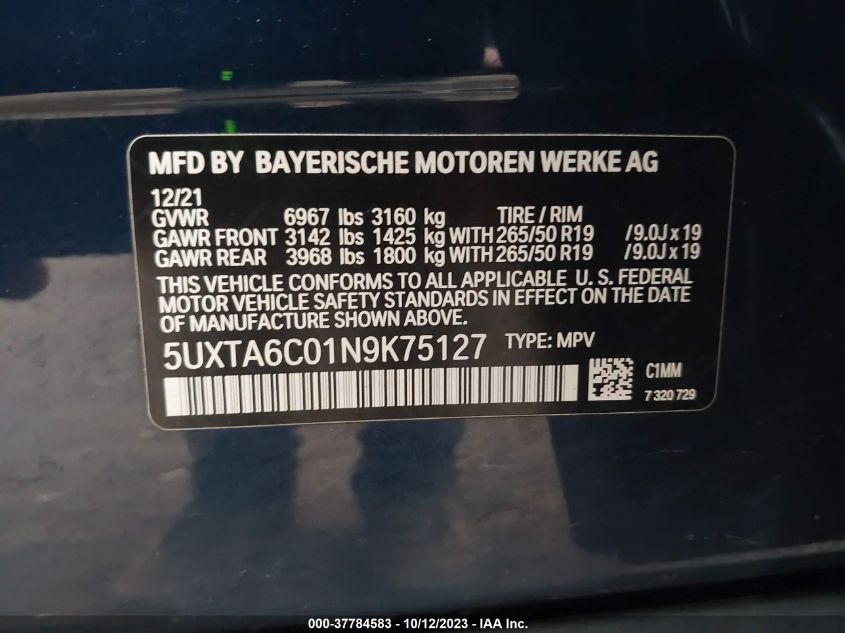 MFD BY BAYERISCHE MOTOREN WERKE AG
12/21
GVWR 6967 lbs 3160 kg TIRE / RIM
GAWR FRONT 3142 lbs 1425 kg WITH 265/50 R19 /9.0J x 19
GAWR REAR 3968 lbs 1800 kg WITH 265/50 R19 /9.0J x 19
THIS VEHICLE CONFORMS TO ALL APPLICABLE U. S. FEDERAL
MOTOR VEHICLE SAFETY STANDARDS IN EFFECT ON THE DATE
OF MANUFACTURE SHOWN ABOVE.
5UXTA6C01N9K75127 TYPE: MPV
C1MM
7 320 729
000-37784583 - 10/12/2023 - IAA Inc.